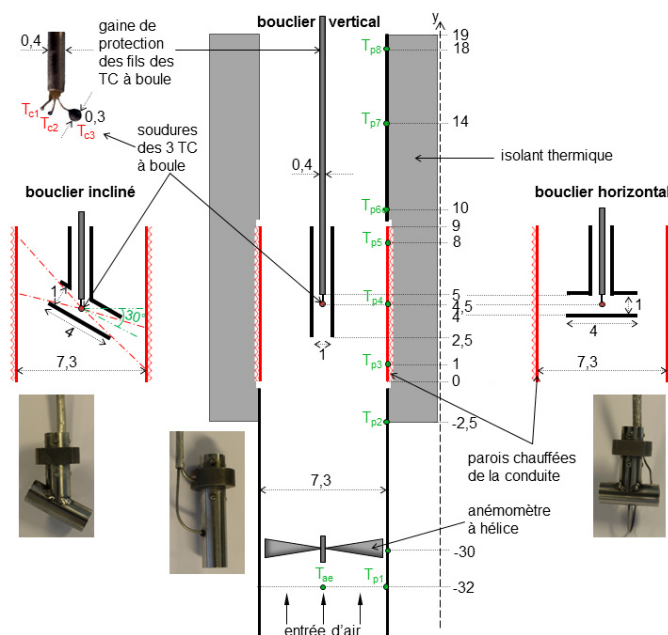 gaine de
protection
des fils des
TC à boule
0,4
Tc1
Tc2
Tc3
0,3
soudures
des 3 TC
à boule
bouclier vertical
y
19
18
14
10
9
8
5
4,5
4
2,5
1
0
-2,5
-30
-32
Tp8
Tp7
Tp6
Tp5
Tp4
Tp3
Tp2
Tp1
Tae
0,4
1
7,3
isolant thermique
bouclier incliné
1
30°
4
7,3
bouclier horizontal
1
4
7,3
parois chauffées
de la conduite
anémomètre
à hélice
entrée d'air